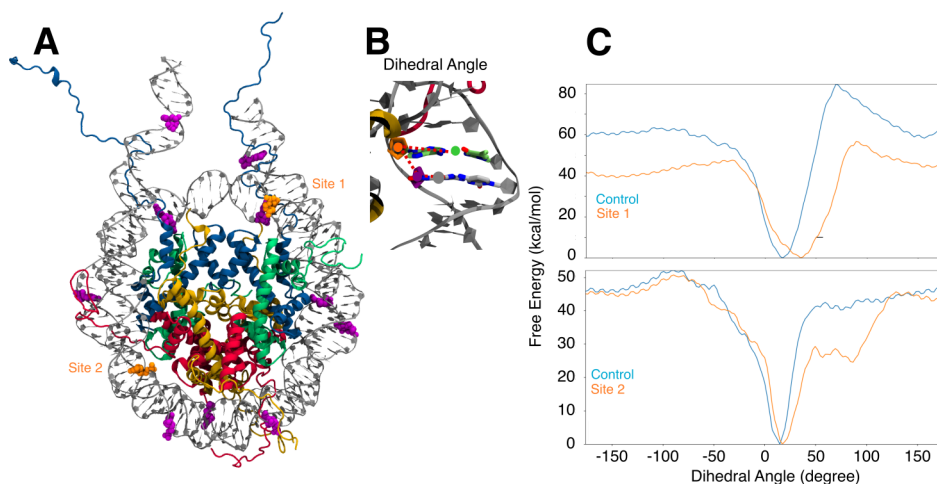 A
B
C
Dihedral Angle
Site 1
Site 2
Free Energy (kcal/mol)
80
60
40
20
0
Control
Site 1
50
40
30
20
10
0
Control
Site 2
-150 -100 -50 0 50 100 150
Dihedral Angle (degree)